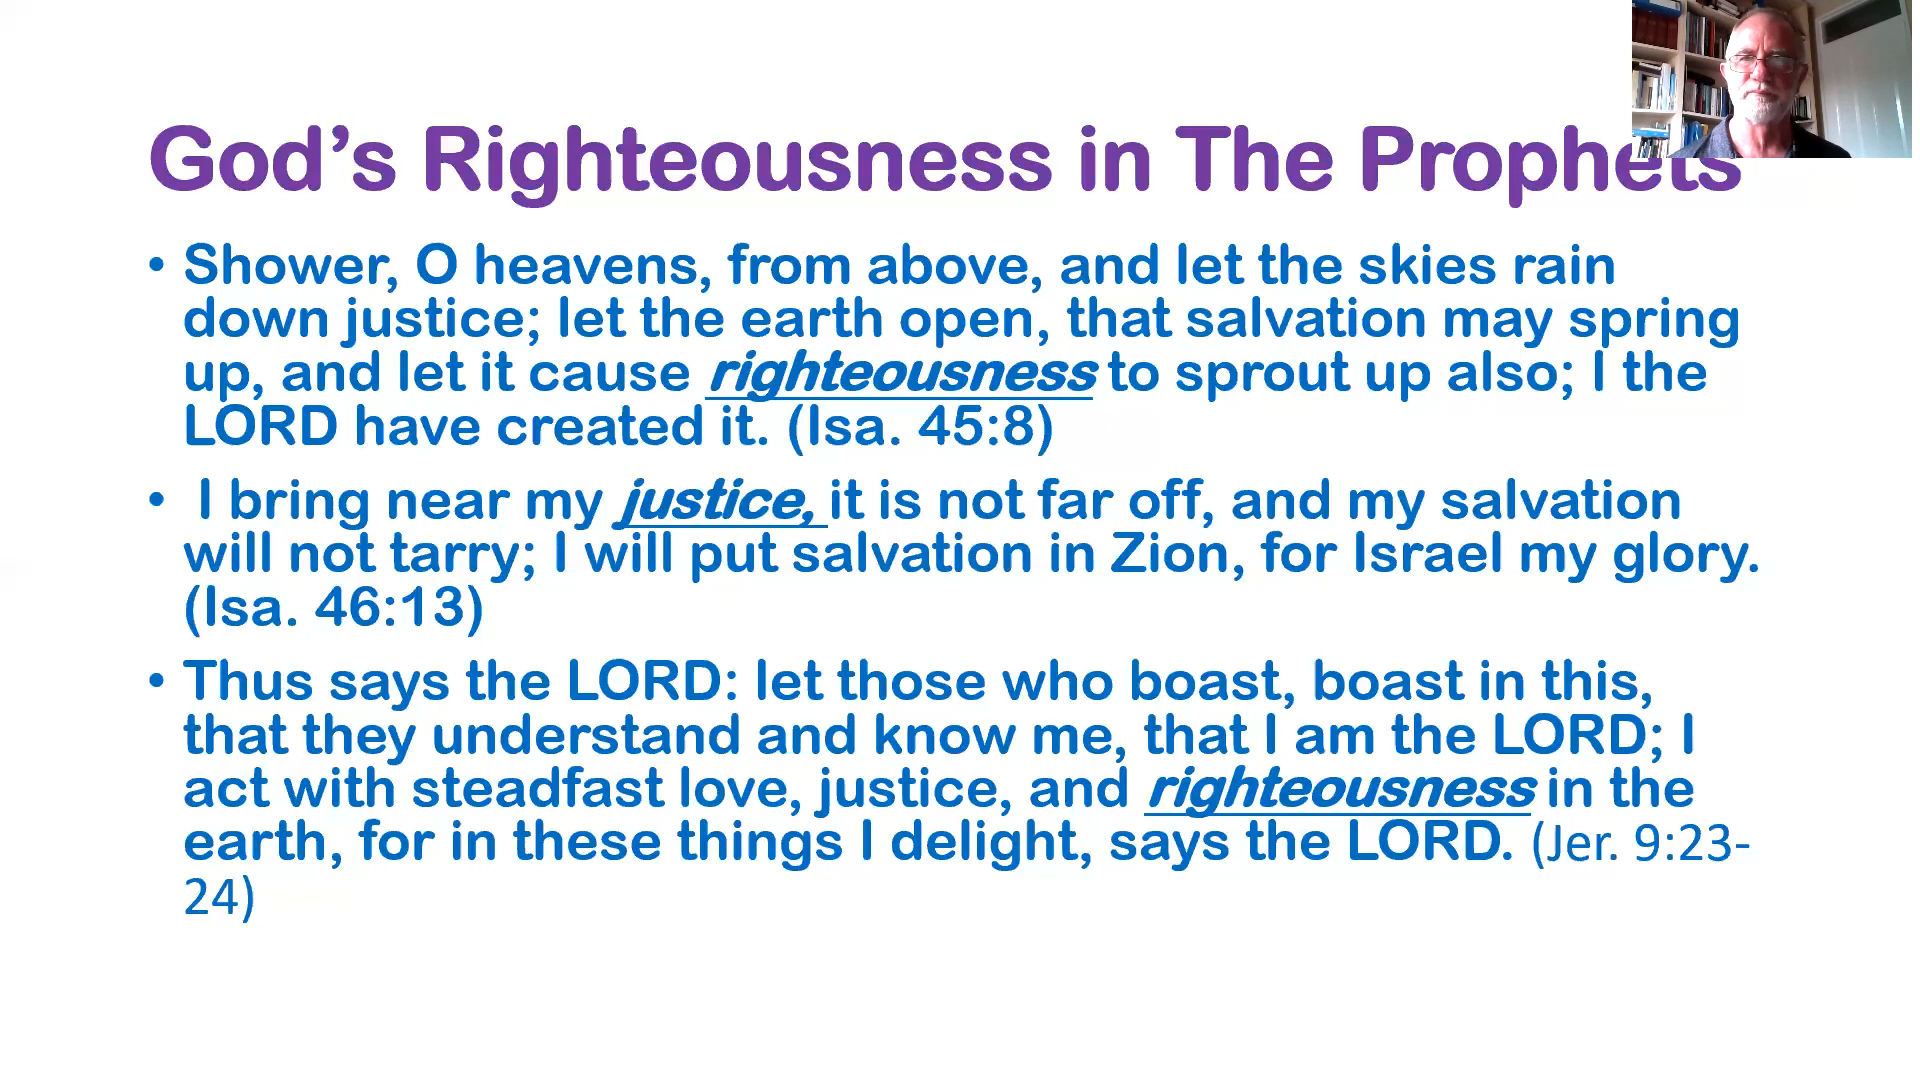 God’s Righteousness in The Prophets
• Shower, O heavens, from above, and let the skies rain
down justice; let the earth open, that salvation may spring
up, and let it cause righteousness to sprout up also; I the
LORD have created it. (Isa. 45:8)
• I bring near my justice, it is not far off, and my salvation
will not tarry; I will put salvation in Zion, for Israel my glory.
(Isa. 46:13)
• Thus says the LORD: let those who boast, boast in this,
that they understand and know me, that I am the LORD; I
act with steadfast love, justice, and righteousness in the
earth, for in these things I delight, says the LORD. (Jer. 9:23-
24)